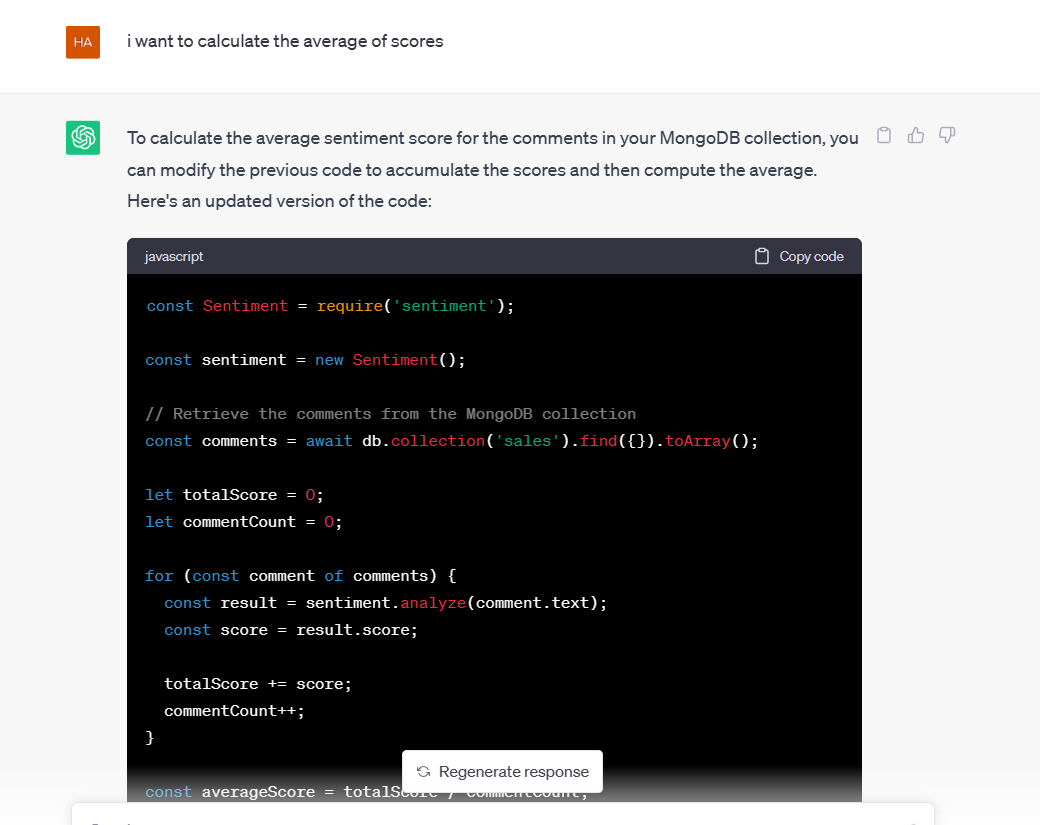 HA
i want to calculate the average of scores
To calculate the average sentiment score for the comments in your MongoDB collection, you
can modify the previous code to accumulate the scores and then compute the average.
Here's an updated version of the code:
javascript
Copy code
const Sentiment = require('sentiment');
const sentiment = new Sentiment();
// Retrieve the comments from the MongoDB collection
const comments = await db.collection('sales').find({}).toArray();
let totalScore = 0;
let commentCount = 0;
for (const comment of comments) {
const result = sentiment.analyze(comment.text);
const score = result.score;
totalScore += score;
commentCount++;
}
Regenerate response
const averageScore = totalScore / commentCount;